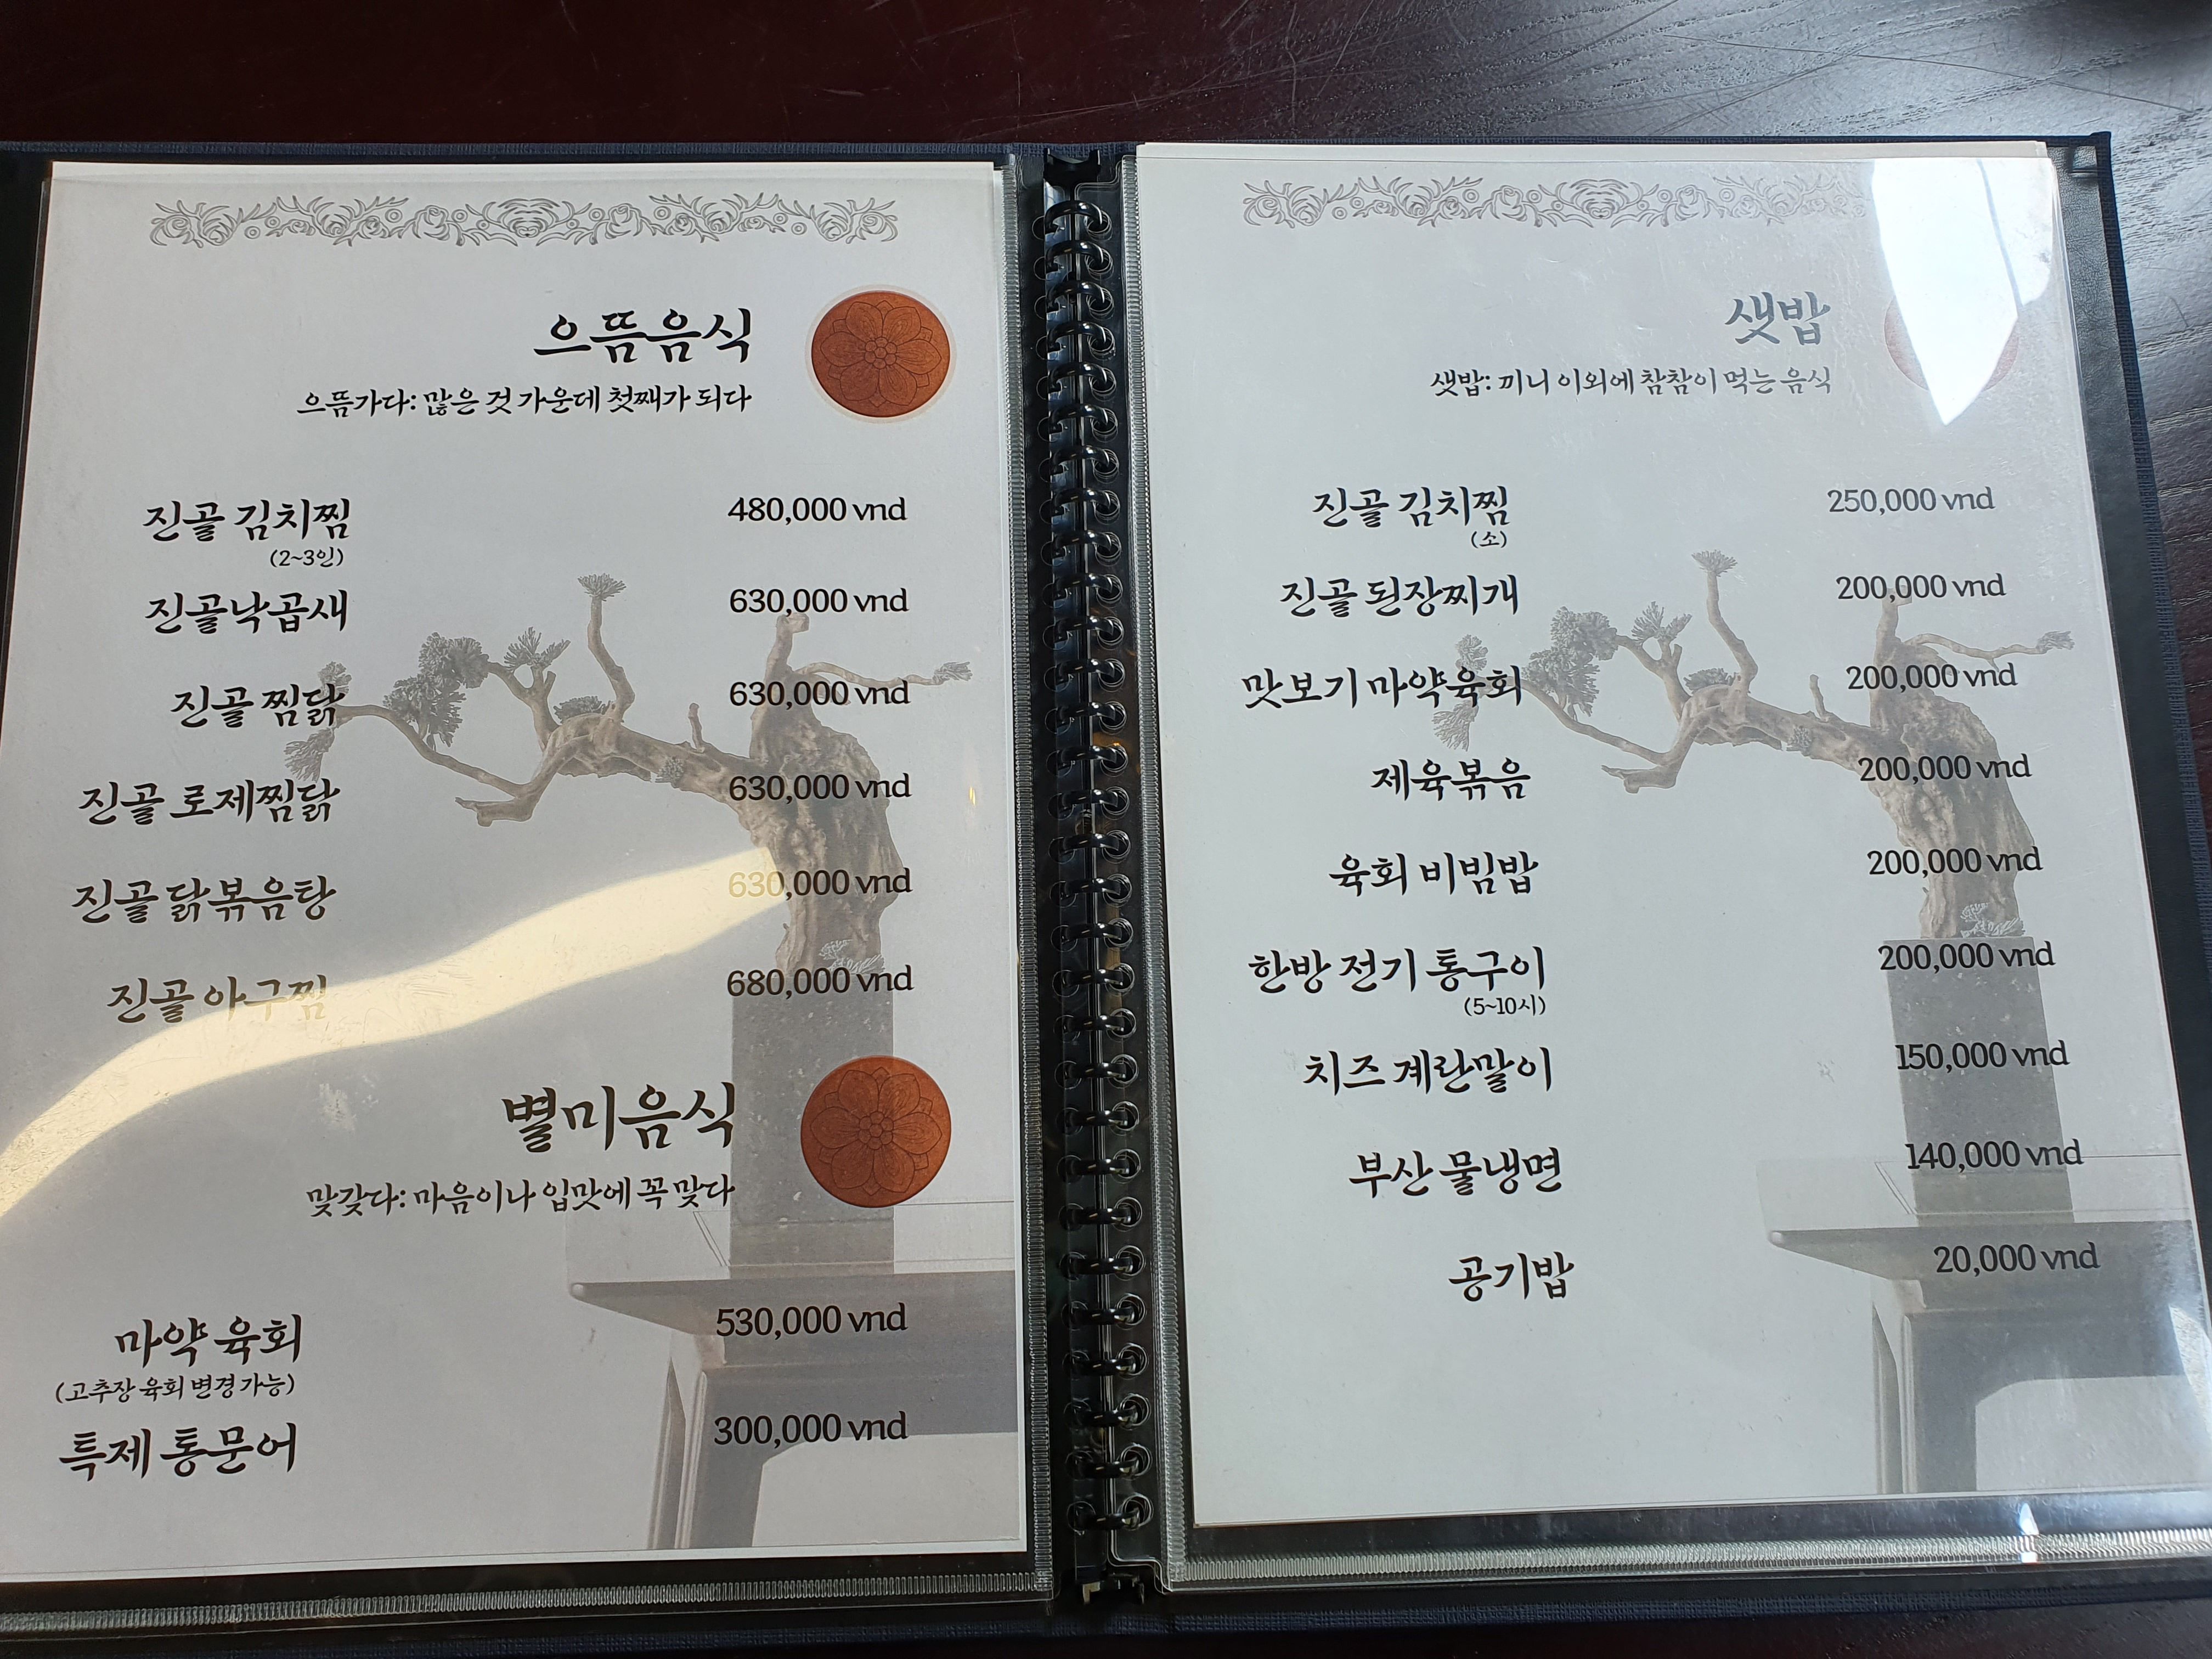 으뜸음식
으뜸가다: 많은 것 가운데 첫째가 되다
진골 김치찜 480,000 vnd
(2~3인)
진골낙곱새 630,000 vnd
진골 찜닭 630,000 vnd
진골 로제찜닭 630,000 vnd
진골 닭볶음탕 630,000 vnd
진골 아구찜 680,000 vnd
별미음식
맞갖다: 마음이나 입맛에 꼭 맞다
마약 육회 530,000 vnd
(고추장 육회 변경 가능)
특제 통문어 300,000 vnd
샛밥
샛밥: 끼니 이외에 참참이 먹는 음식
진골 김치찜 250,000 vnd
(소)
진골 된장찌개 200,000 vnd
맛보기 마약육회 200,000 vnd
제육볶음 200,000 vnd
육회 비빔밥 200,000 vnd
한방 전기 통구이 200,000 vnd
(5~10시)
치즈 계란말이 150,000 vnd
부산 물냉면 140,000 vnd
공기밥 20,000 vnd